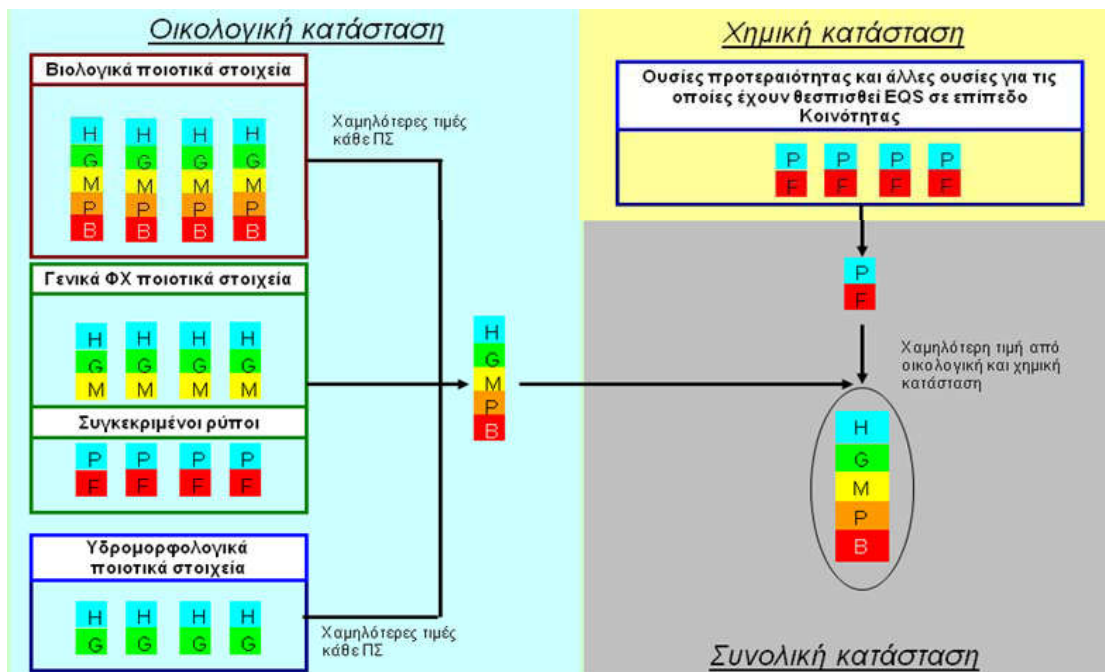 Οικολογική κατάσταση
Βιολογικά ποιοτικά στοιχεία
H H H H
G G G G
M M M M
P P P P
B B B B
Χαμηλότερες τιμές
κάθε ΠΣ
Γενικά ΦΧ ποιοτικά στοιχεία
H H H H
G G G G
M M M M
Συγκεκριμένοι ρύποι
P P P P
F F F F
Υδρομορφολογικά
ποιοτικά στοιχεία
H H H H
G G G G
Χαμηλότερες τιμές
κάθε ΠΣ
H
G
M
P
B
Χημική κατάσταση
Ουσίες προτεραιότητας και άλλες ουσίες για τις
οποίες έχουν θεσπισθεί EQS σε επίπεδο
Κοινότητας
P P P P
F F F F
P
F
Χαμηλότερη τιμή από
οικολογική και χημική
κατάσταση
H
G
M
P
B
Συνολική κατάσταση